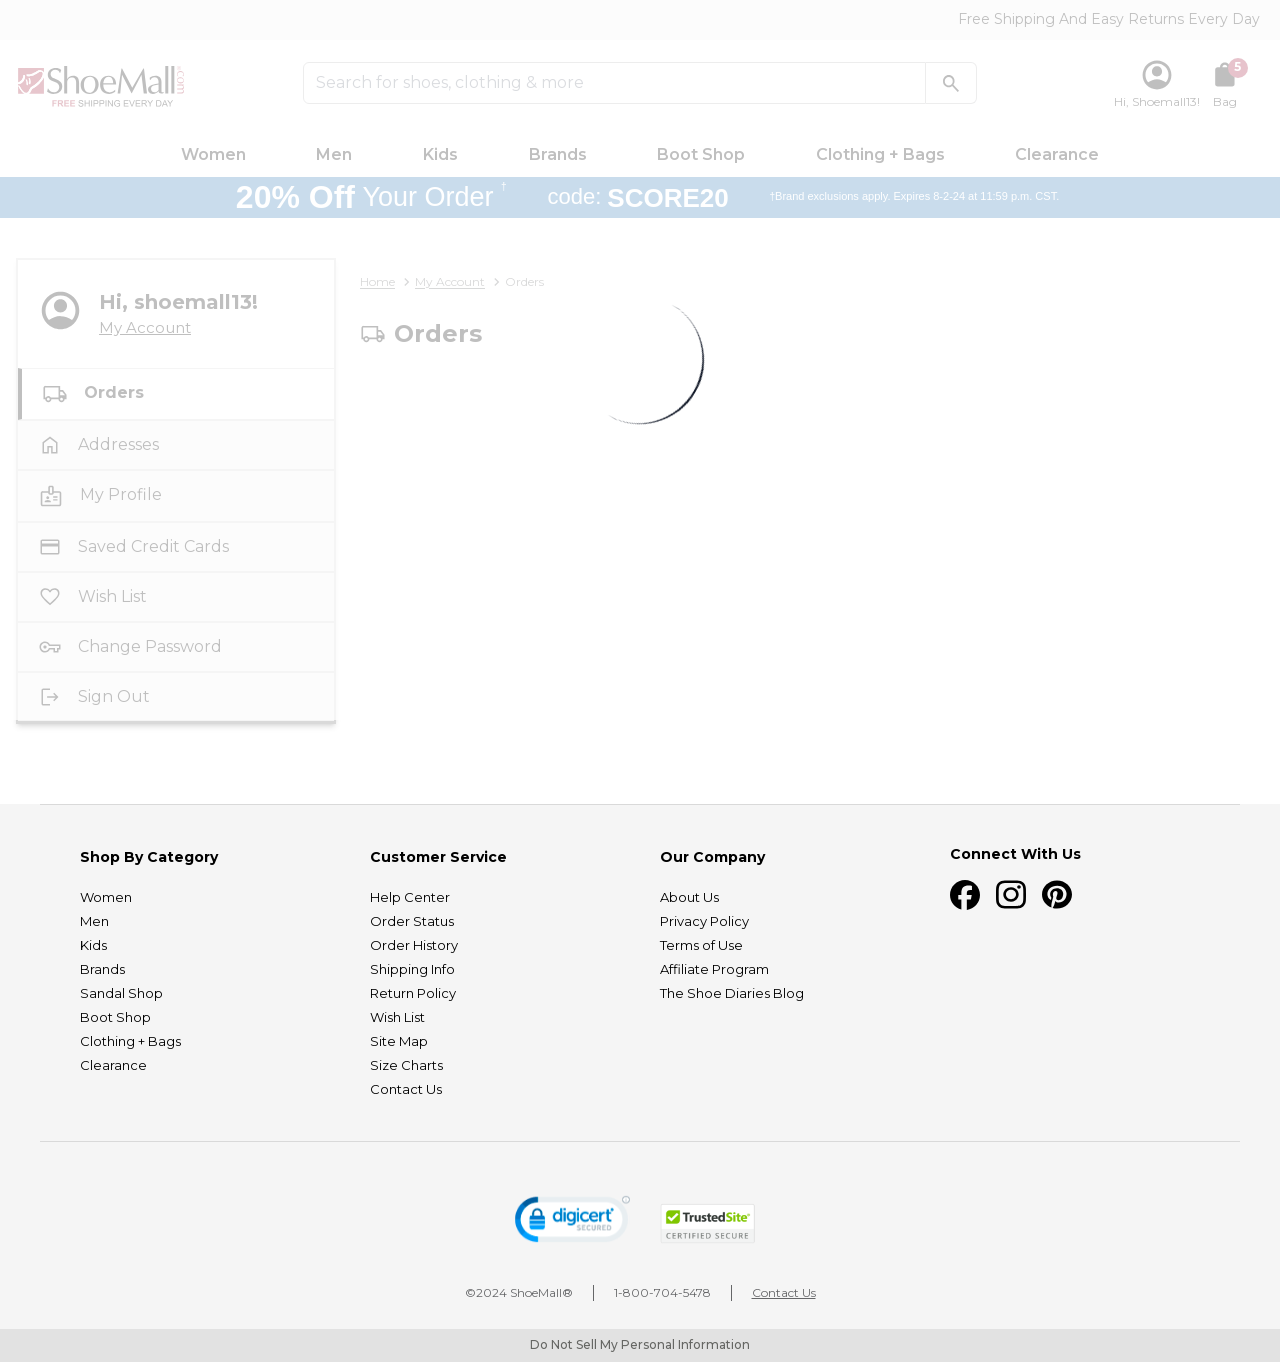 Free Shipping And Easy Returns Every Day
ShoeMall.com
FREE SHIPPING EVERY DAY
Search for shoes, clothing & more
5
Hi, Shoemall13! Bag
Women Men Kids Brands Boot Shop Clothing + Bags Clearance
20% Off Your Order † code: SCORE20 †Brand exclusions apply. Expires 8-2-24 at 11:59 p.m. CST.
Hi, shoemall13!
My Account
Orders
Addresses
My Profile
Saved Credit Cards
Wish List
Change Password
Sign Out
Home My Account Orders
Orders
Shop By Category
Women
Men
Kids
Brands
Sandal Shop
Boot Shop
Clothing + Bags
Clearance
Customer Service
Help Center
Order Status
Order History
Shipping Info
Return Policy
Wish List
Site Map
Size Charts
Contact Us
Our Company
About Us
Privacy Policy
Terms of Use
Affiliate Program
The Shoe Diaries Blog
Connect With Us
digicert
SECURED
TrustedSite
CERTIFIED SECURE
©2024 ShoeMall® 1-800-704-5478 Contact Us
Do Not Sell My Personal Information